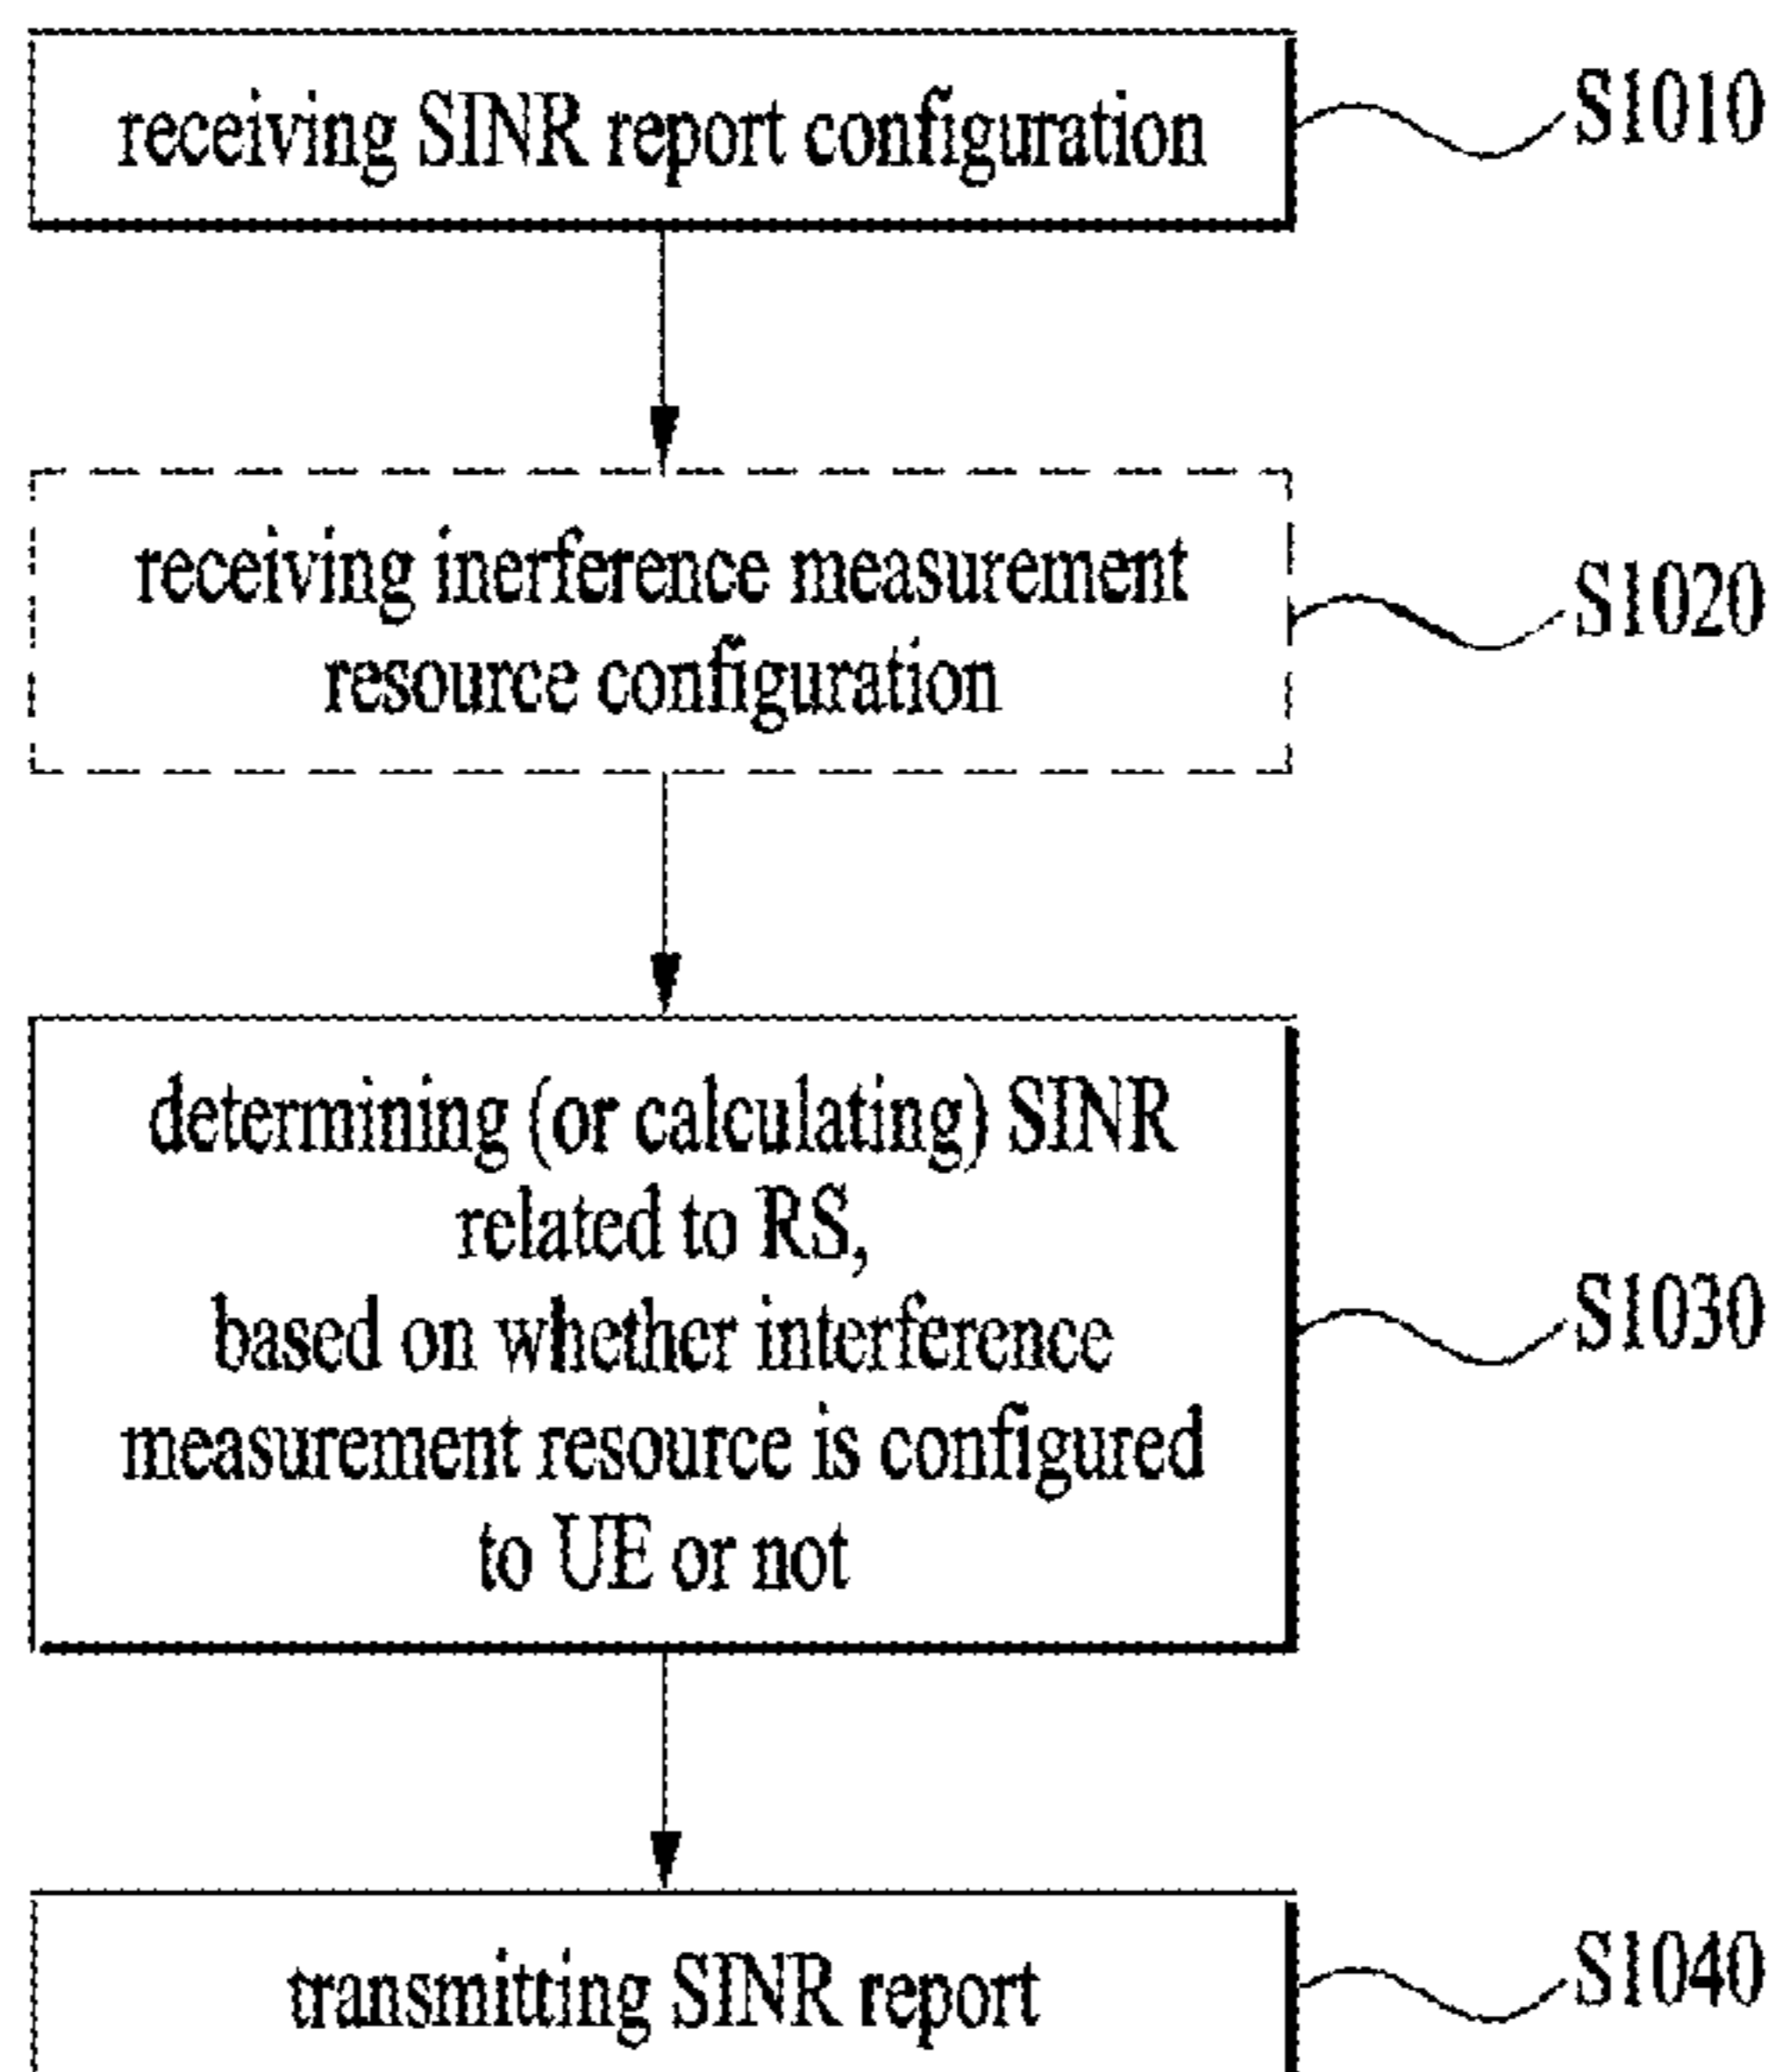 receiving SINR report configuration
S1010
receiving inerference measurement
resource configuration
S1020
determining (or calculating) SINR
related to RS,
based on whether interference
measurement resource is configured
to UE or not
S1030
transmitting SINR report
S1040